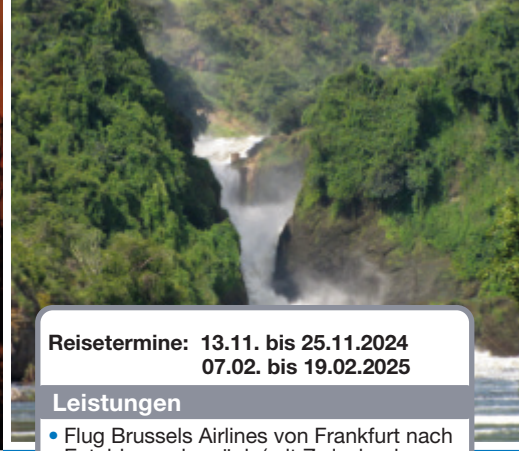 Reisetermine: 13.11. bis 25.11.2024
07.02. bis 19.02.2025
Leistungen
• Flug Brussels Airlines von Frankfurt nach